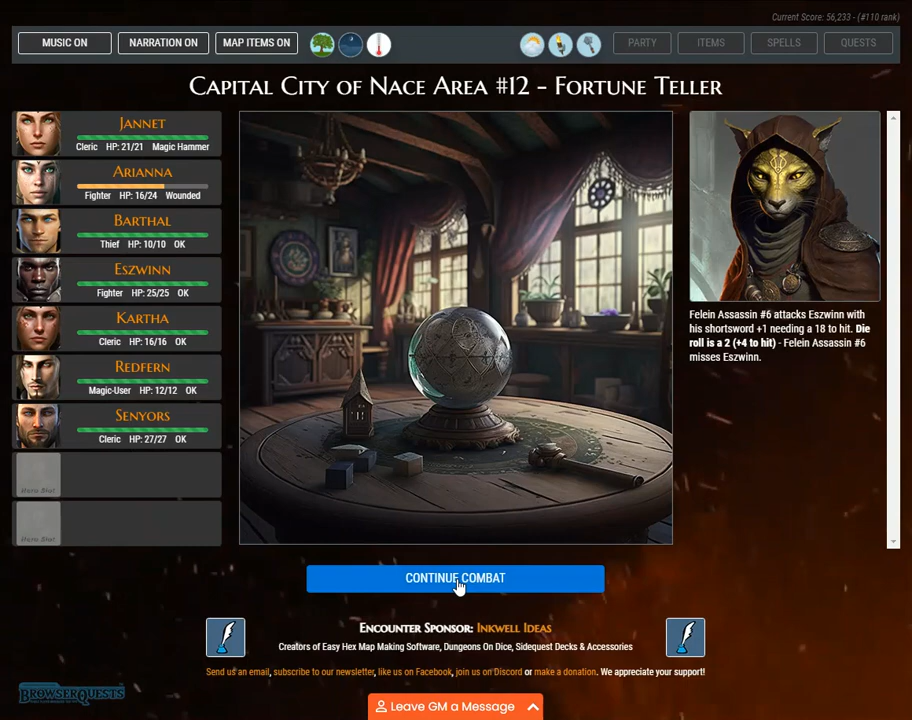 Current Score: 56,233 - (#110 rank)
MUSIC ON
NARRATION ON
MAP ITEMS ON
PARTY
ITEMS
SPELLS
QUESTS
Capital City of Nace Area #12 - Fortune Teller
Jannet
Cleric HP: 21/21 Magic Hammer
Arianna
Fighter HP: 16/24 Wounded
Barthal
Thief HP: 10/10 OK
Eszwinn
Fighter HP: 25/25 OK
Kartha
Cleric HP: 16/16 OK
Redfern
Magic-User HP: 12/12 OK
Senyors
Cleric HP: 27/27 OK
Hero Slot
Hero Slot
Felein Assassin #6 attacks Eszwinn with
his shortsword +1 needing a 18 to hit. Die
roll is a 2 (+4 to hit) - Felein Assassin #6
misses Eszwinn.
CONTINUE COMBAT
Encounter Sponsor: Inkwell Ideas
Creators of Easy Hex Map Making Software, Dungeons On Dice, Sidequest Decks & Accessories
Send us an email, subscribe to our newsletter, like us on Facebook, join us on Discord or make a donation. We appreciate your support!
BROWSERQUESTS
Leave GM a Message